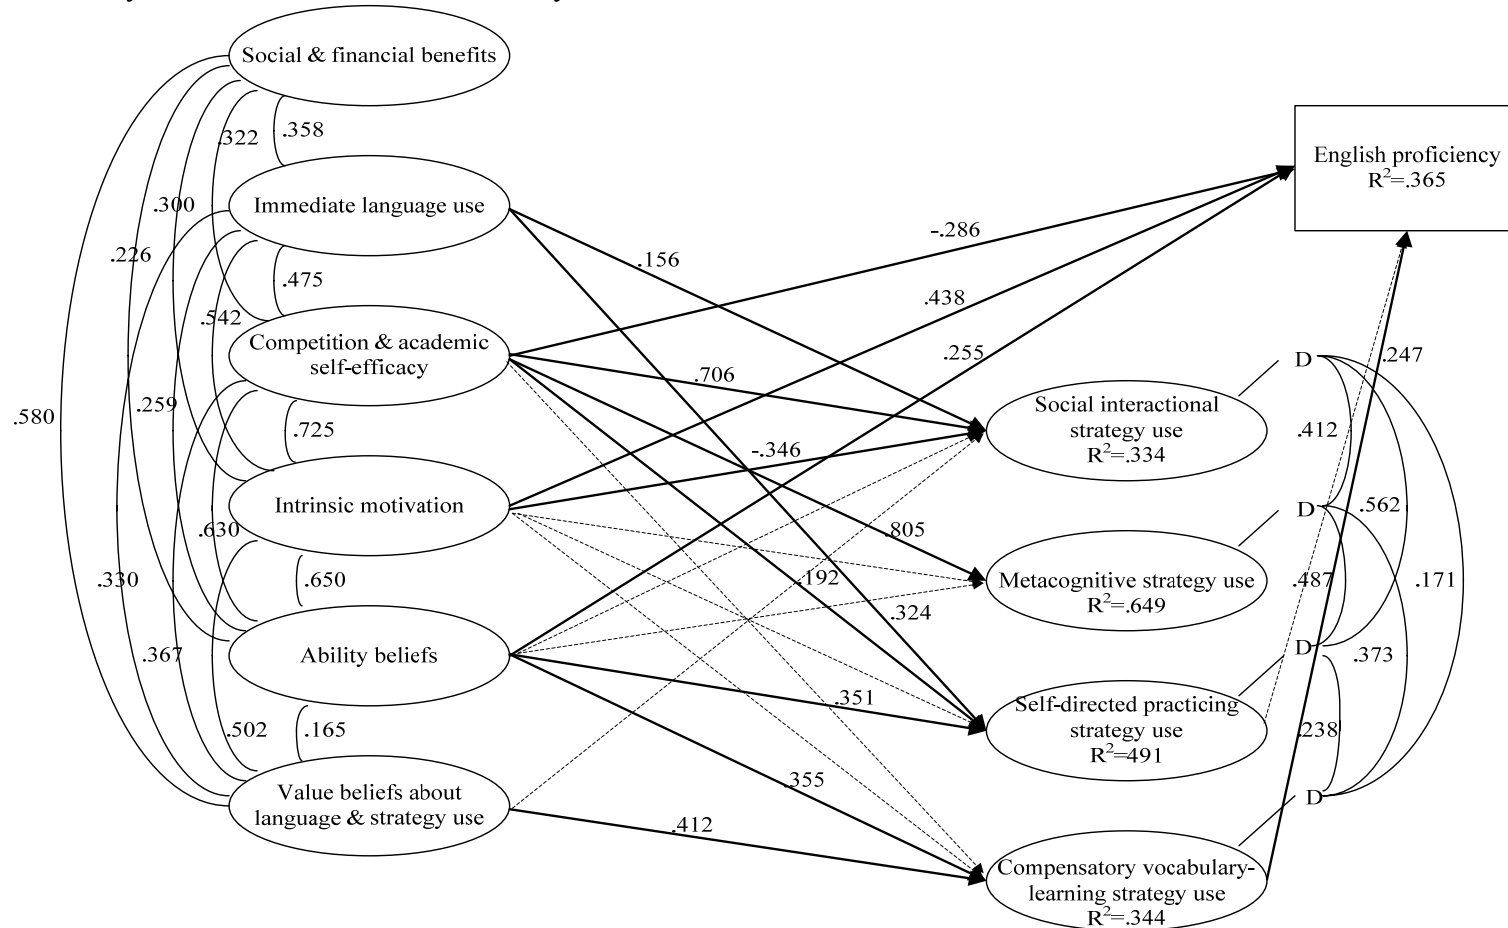 Social & financial benefits
.322
.358
English proficiency
R²=.365
.300
Immediate language use
-.286
.226
.156
.475
.438
.542
Competition & academic
self-efficacy
.255
.247
D
.706
.580
.259
Social interactional
strategy use
R²=.334
.412
.725
-.346
Intrinsic motivation
.562
D
.630
.805
.330
.650
.192
Metacognitive strategy use
R²=.649
.487
.171
.324
.367
Ability beliefs
D
.373
.351
Self-directed practicing
strategy use
R²=491
.502
.165
.238
.355
Value beliefs about
language & strategy use
D
.412
Compensatory vocabulary-
learning strategy use
R²=.344